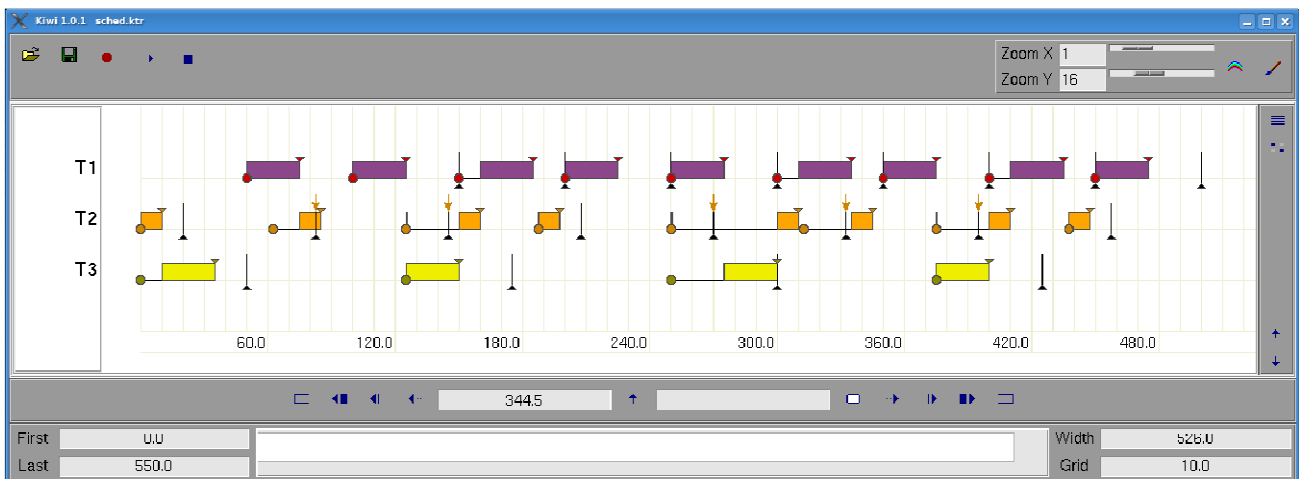 Kiwi 1.0.1 sched.ktr
Zoom X 1
Zoom Y 16
T1
T2
T3
60.0 120.0 180.0 240.0 300.0 360.0 420.0 480.0
344.5
First 0.0 Width 526.0
Last 550.0 Grid 10.0